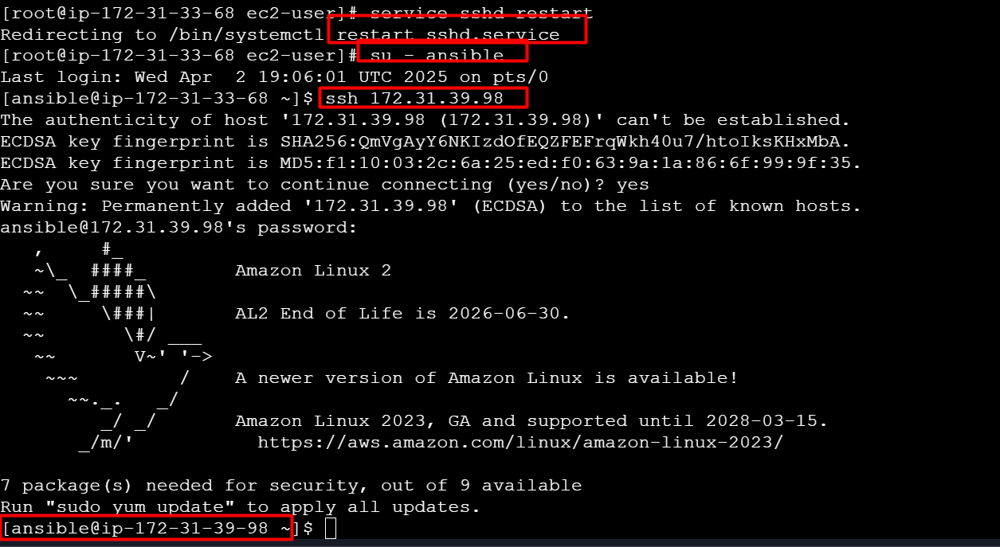 [root@ip-172-31-33-68 ec2-user]# service sshd restart
Redirecting to /bin/systemctl restart sshd.service
[root@ip-172-31-33-68 ec2-user]# su - ansible
Last login: Wed Apr  2 19:06:01 UTC 2025 on pts/0
[ansible@ip-172-31-33-68 ~]$ ssh 172.31.39.98
The authenticity of host '172.31.39.98 (172.31.39.98)' can't be established.
ECDSA key fingerprint is SHA256:QmVgAyY6NKIzdOfEQZFEFrqWkh40u7/htoIksKHxMbA.
ECDSA key fingerprint is MD5:f1:10:03:2c:6a:25:ed:f0:63:9a:1a:86:6f:99:9f:35.
Are you sure you want to continue connecting (yes/no)? yes
Warning: Permanently added '172.31.39.98' (ECDSA) to the list of known hosts.
ansible@172.31.39.98's password:
   ,     #_
   ~\_  ####_        Amazon Linux 2
  ~~  \_#####\
  ~~     \###|       AL2 End of Life is 2026-06-30.
  ~~       \#/ ___
   ~~       V~' '->
    ~~~         /    A newer version of Amazon Linux is available!
      ~~._.   _/
         _/ _/       Amazon Linux 2023, GA and supported until 2028-03-15.
       _/m/'           https://aws.amazon.com/linux/amazon-linux-2023/
7 package(s) needed for security, out of 9 available
Run "sudo yum update" to apply all updates.
[ansible@ip-172-31-39-98 ~]$